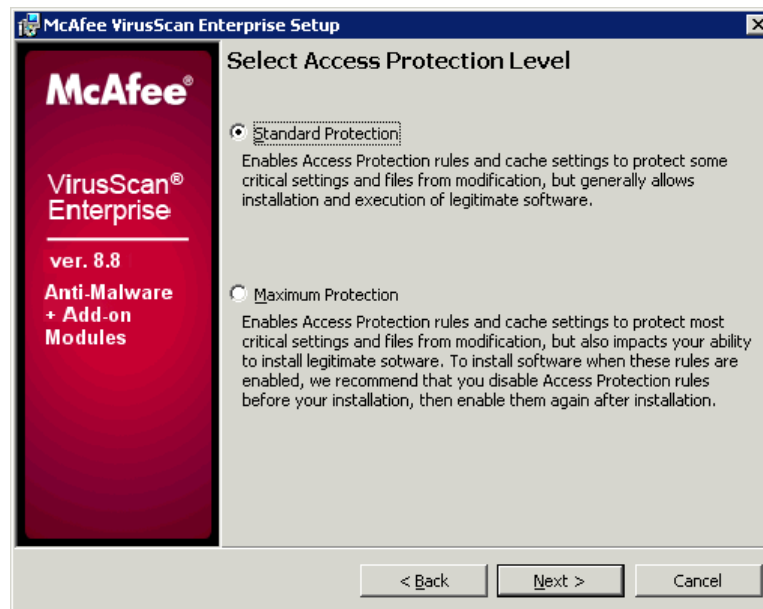 McAfee VirusScan Enterprise Setup
McAfee®
VirusScan®
Enterprise
ver. 8.8
Anti-Malware
+ Add-on
Modules
Select Access Protection Level
Standard Protection
Enables Access Protection rules and cache settings to protect some
critical settings and files from modification, but generally allows
installation and execution of legitimate software.
Maximum Protection
Enables Access Protection rules and cache settings to protect most
critical settings and files from modification, but also impacts your ability
to install legitimate sotware. To install software when these rules are
enabled, we recommend that you disable Access Protection rules
before your installation, then enable them again after installation.
< Back Next > Cancel